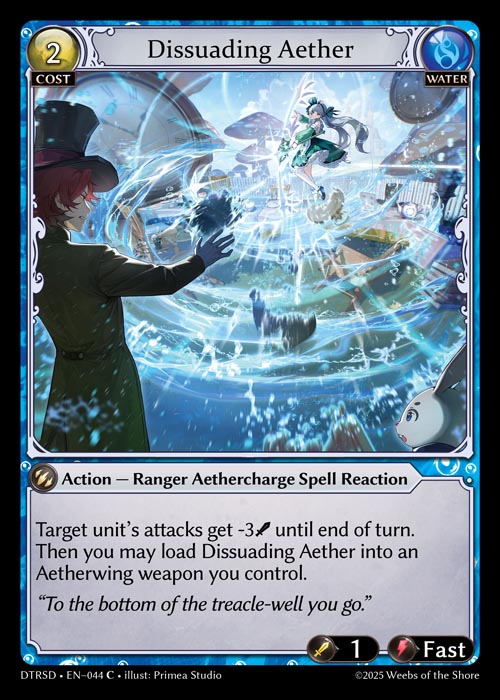 2
Dissuading Aether
COST
WATER
Action — Ranger Aethercharge Spell Reaction
Target unit's attacks get -3 until end of turn.
Then you may load Dissuading Aether into an
Aetherwing weapon you control.
“To the bottom of the treacle-well you go.”
1
Fast
DTRSD • EN–044 C • illust: Primea Studio
©2025 Weebs of the Shore